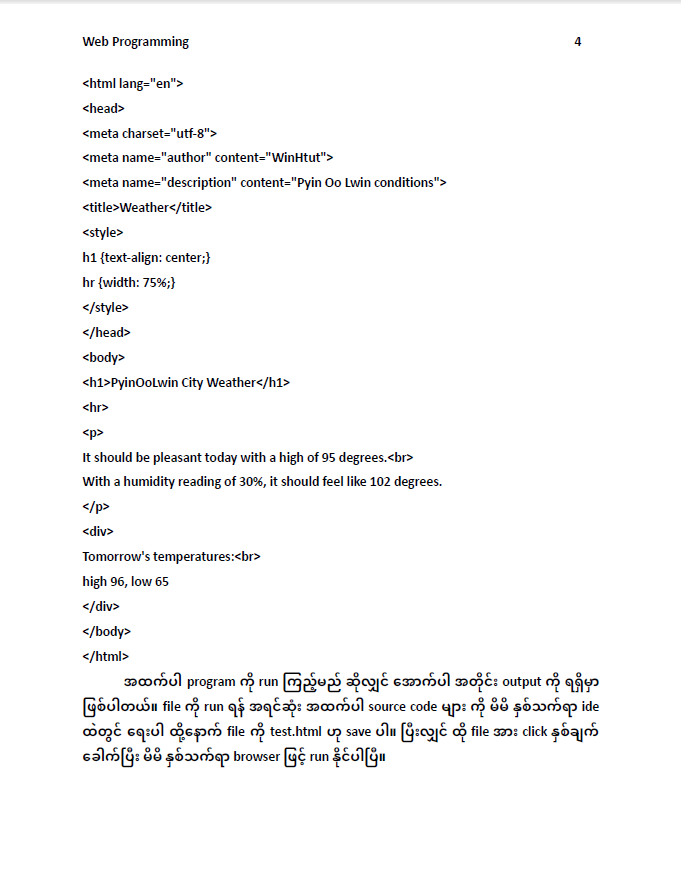 Web Programming 4
<html lang="en">
<head>
<meta charset="utf-8">
<meta name="author" content="WinHtut">
<meta name="description" content="Pyin Oo Lwin conditions">
<title>Weather</title>
<style>
h1 {text-align: center;}
hr {width: 75%;}
</style>
</head>
<body>
<h1>PyinOoLwin City Weather</h1>
<hr>
<p>
It should be pleasant today with a high of 95 degrees.<br>
With a humidity reading of 30%, it should feel like 102 degrees.
</p>
<div>
Tomorrow's temperatures:<br>
high 96, low 65
</div>
</body>
</html>
အထက်ပါ program ကို run ကြည့်မည် ဆိုလျှင် အောက်ပါ အတိုင်း output ကို ရရှိမှာ
ဖြစ်ပါတယ်။ file ကို run ရန် အရင်ဆုံး အထက်ပါ source code များ ကို မိမိ နှစ်သက်ရာ ide
ထဲတွင် ရေးပါ ထို့နောက် file ကို test.html ဟု save ပါ။ ပြီးလျှင် ထို file အား click နှစ်ချက်
ခေါက်ပြီး မိမိ နှစ်သက်ရာ browser ဖြင့် run နိုင်ပါပြီ။